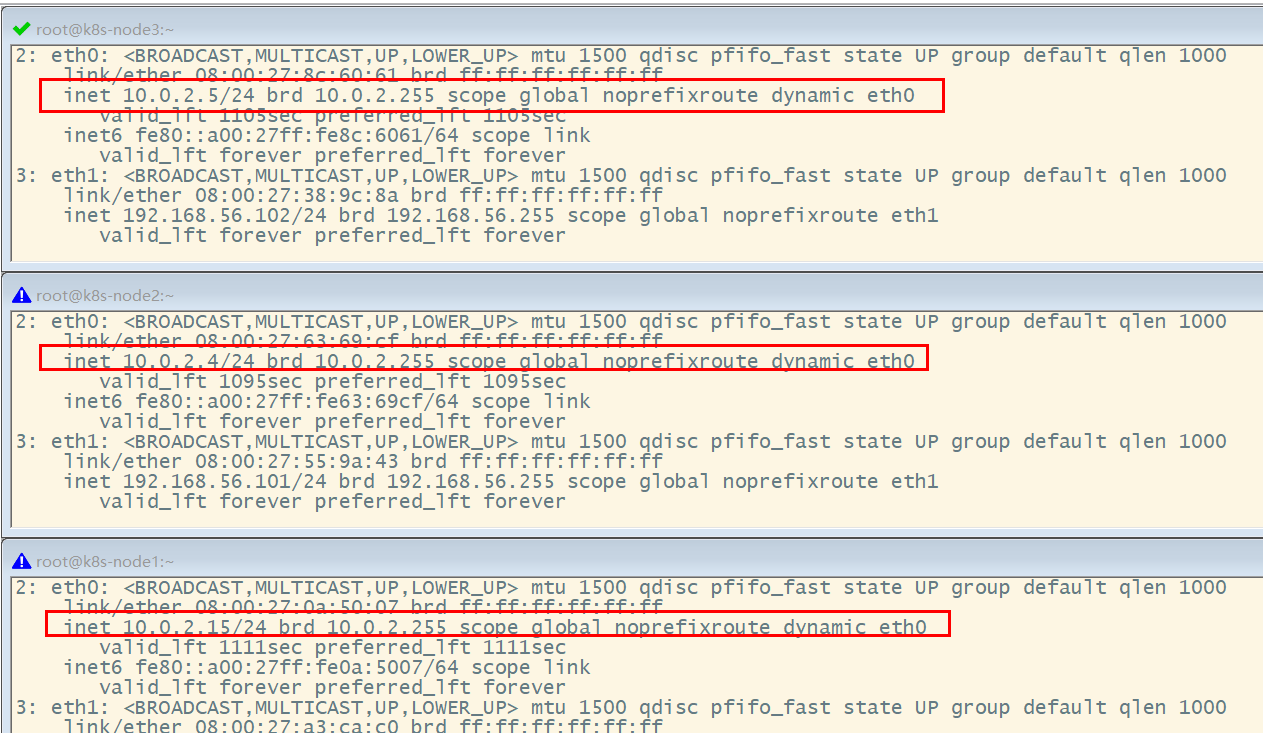 root@k8s-node3:~
2: eth0: <BROADCAST,MULTICAST,UP,LOWER_UP> mtu 1500 qdisc pfifo_fast state UP group default qlen 1000
link/ether 08:00:27:8c:60:61 brd ff:ff:ff:ff:ff:ff
inet 10.0.2.5/24 brd 10.0.2.255 scope global noprefixroute dynamic eth0
valid_lft 1105sec preferred_lft 1105sec
inet6 fe80::a00:27ff:fe8c:6061/64 scope link
valid_lft forever preferred_lft forever
3: eth1: <BROADCAST,MULTICAST,UP,LOWER_UP> mtu 1500 qdisc pfifo_fast state UP group default qlen 1000
link/ether 08:00:27:38:9c:8a brd ff:ff:ff:ff:ff:ff
inet 192.168.56.102/24 brd 192.168.56.255 scope global noprefixroute eth1
valid_lft forever preferred_lft forever
root@k8s-node2:~
2: eth0: <BROADCAST,MULTICAST,UP,LOWER_UP> mtu 1500 qdisc pfifo_fast state UP group default qlen 1000
link/ether 08:00:27:63:69:cf brd ff:ff:ff:ff:ff:ff
inet 10.0.2.4/24 brd 10.0.2.255 scope global noprefixroute dynamic eth0
valid_lft 1095sec preferred_lft 1095sec
inet6 fe80::a00:27ff:fe63:69cf/64 scope link
valid_lft forever preferred_lft forever
3: eth1: <BROADCAST,MULTICAST,UP,LOWER_UP> mtu 1500 qdisc pfifo_fast state UP group default qlen 1000
link/ether 08:00:27:55:9a:43 brd ff:ff:ff:ff:ff:ff
inet 192.168.56.101/24 brd 192.168.56.255 scope global noprefixroute eth1
valid_lft forever preferred_lft forever
root@k8s-node1:~
2: eth0: <BROADCAST,MULTICAST,UP,LOWER_UP> mtu 1500 qdisc pfifo_fast state UP group default qlen 1000
link/ether 08:00:27:0a:50:07 brd ff:ff:ff:ff:ff:ff
inet 10.0.2.15/24 brd 10.0.2.255 scope global noprefixroute dynamic eth0
valid_lft 1111sec preferred_lft 1111sec
inet6 fe80::a00:27ff:fe0a:5007/64 scope link
valid_lft forever preferred_lft forever
3: eth1: <BROADCAST,MULTICAST,UP,LOWER_UP> mtu 1500 qdisc pfifo_fast state UP group default qlen 1000
link/ether 08:00:27:a3:ca:c0 brd ff:ff:ff:ff:ff:ff